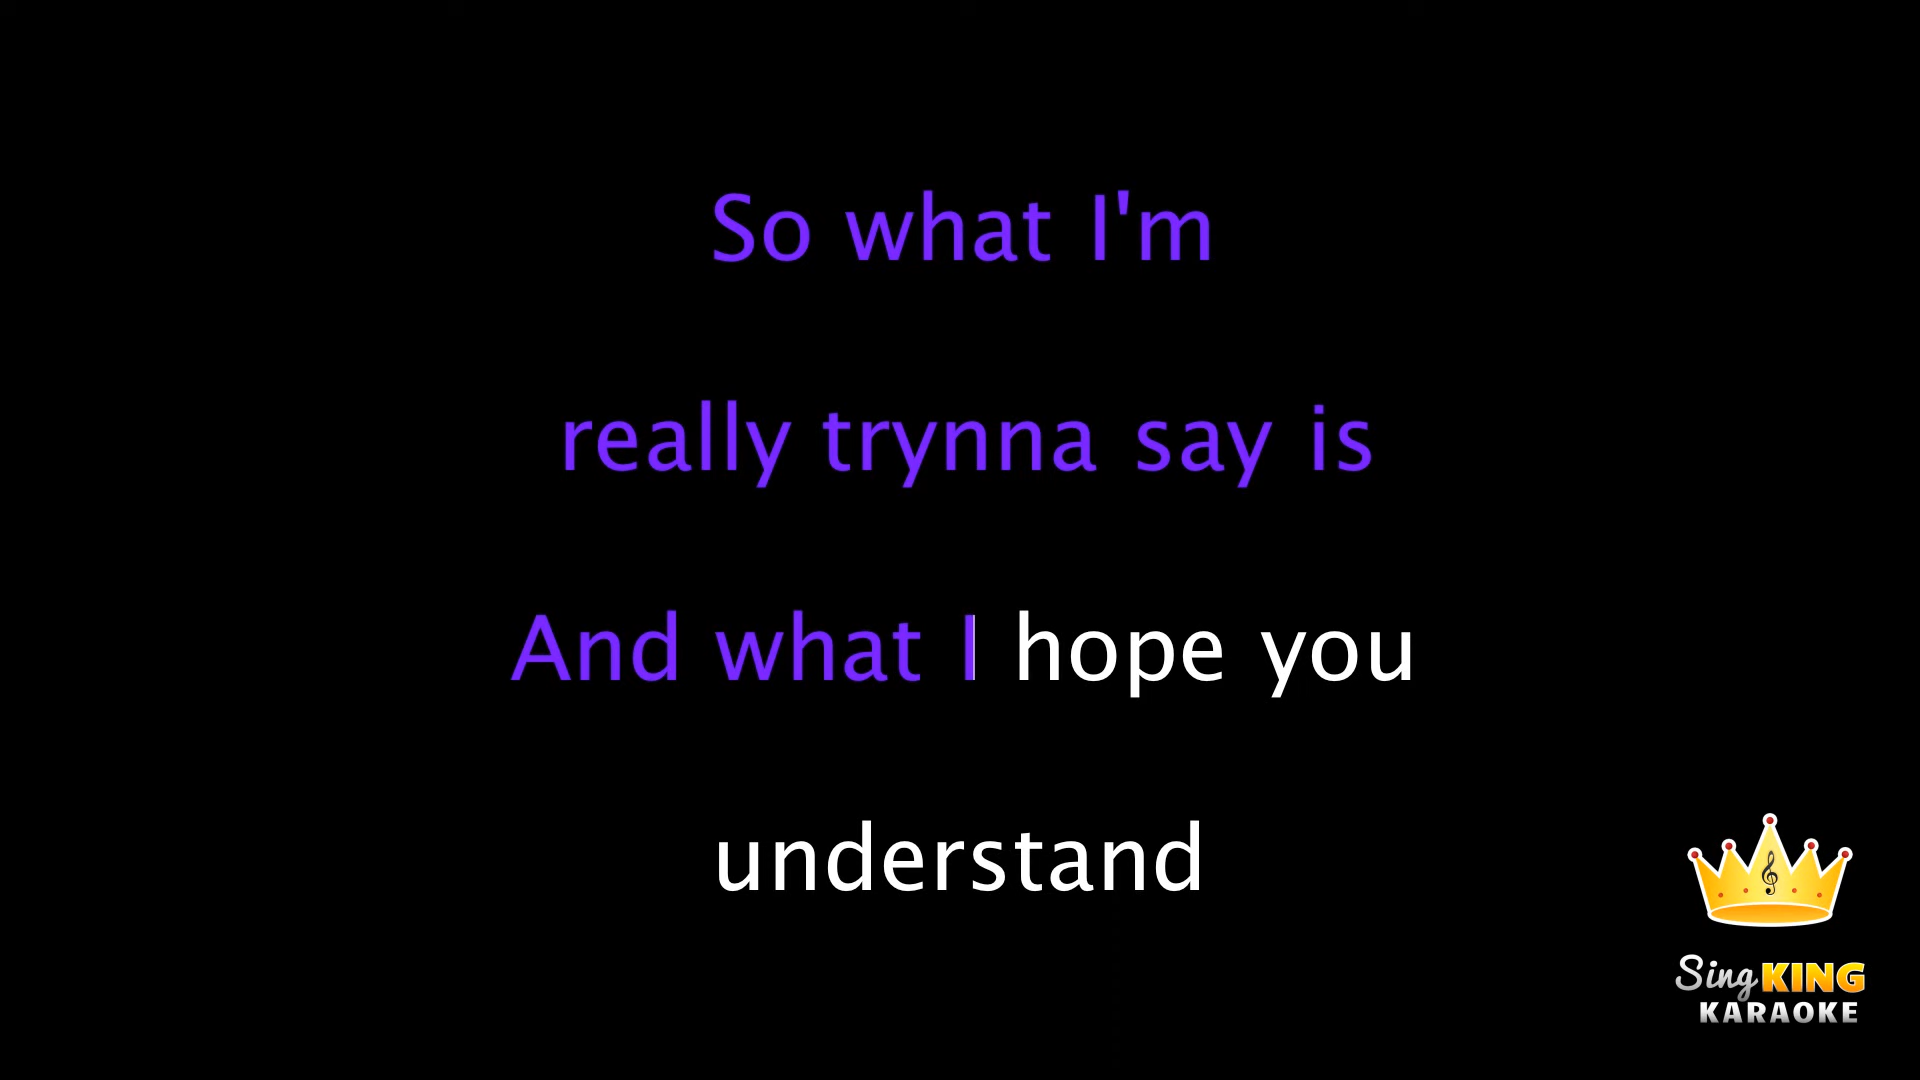 So what I'm
really trynna say is
And what I hope you
understand
Sing KING
KARAOKE